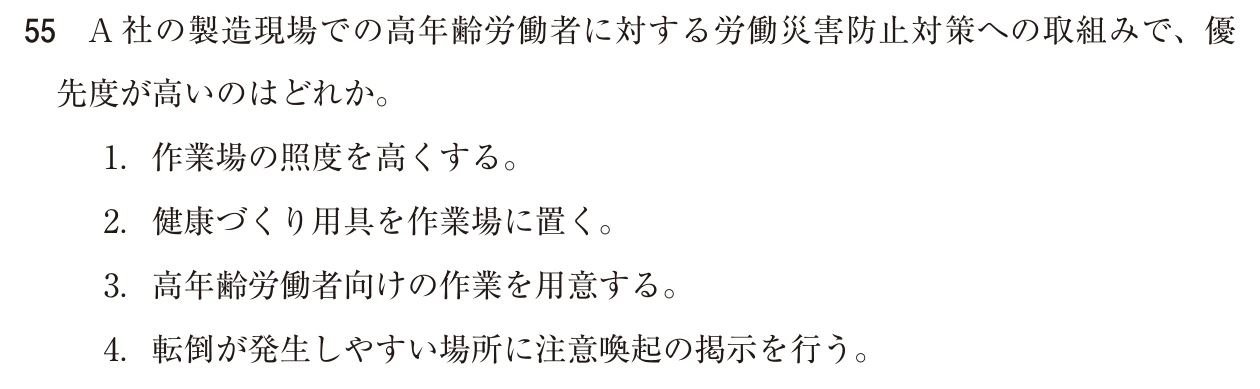 55 A 社の製造現場での高年齢労働者に対する労働災害防止対策への取組みで、優
先度が高いのはどれか。
1. 作業場の照度を高くする。
2. 健康づくり用具を作業場に置く。
3. 高年齢労働者向けの作業を用意する。
4. 転倒が発生しやすい場所に注意喚起の掲示を行う。